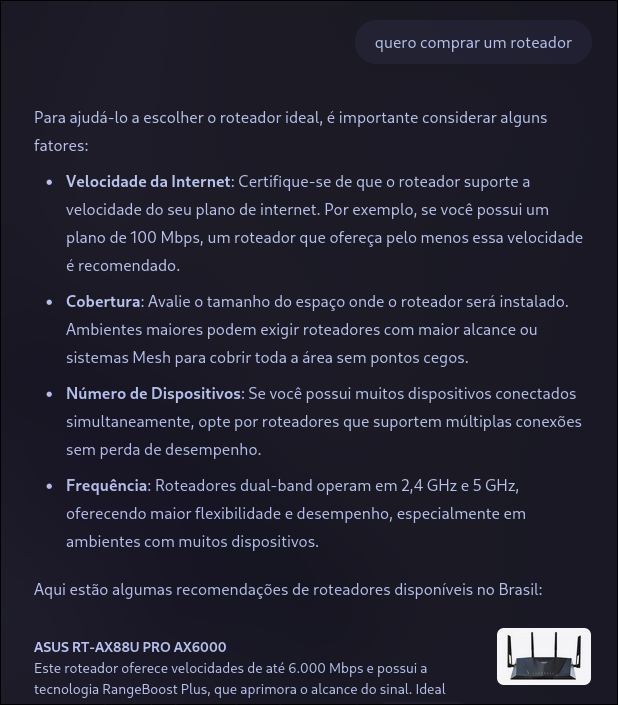 quero comprar um roteador
Para ajudá-lo a escolher o roteador ideal, é importante considerar alguns
fatores:
• Velocidade da Internet: Certifique-se de que o roteador suporte a
velocidade do seu plano de internet. Por exemplo, se você possui um
plano de 100 Mbps, um roteador que ofereça pelo menos essa velocidade
é recomendado.
• Cobertura: Avalie o tamanho do espaço onde o roteador será instalado.
Ambientes maiores podem exigir roteadores com maior alcance ou
sistemas Mesh para cobrir toda a área sem pontos cegos.
• Número de Dispositivos: Se você possui muitos dispositivos conectados
simultaneamente, opte por roteadores que suportem múltiplas conexões
sem perda de desempenho.
• Frequência: Roteadores dual-band operam em 2,4 GHz e 5 GHz,
oferecendo maior flexibilidade e desempenho, especialmente em
ambientes com muitos dispositivos.
Aqui estão algumas recomendações de roteadores disponíveis no Brasil:
ASUS RT-AX88U PRO AX6000
Este roteador oferece velocidades de até 6.000 Mbps e possui a
tecnologia RangeBoost Plus, que aprimora o alcance do sinal. Ideal